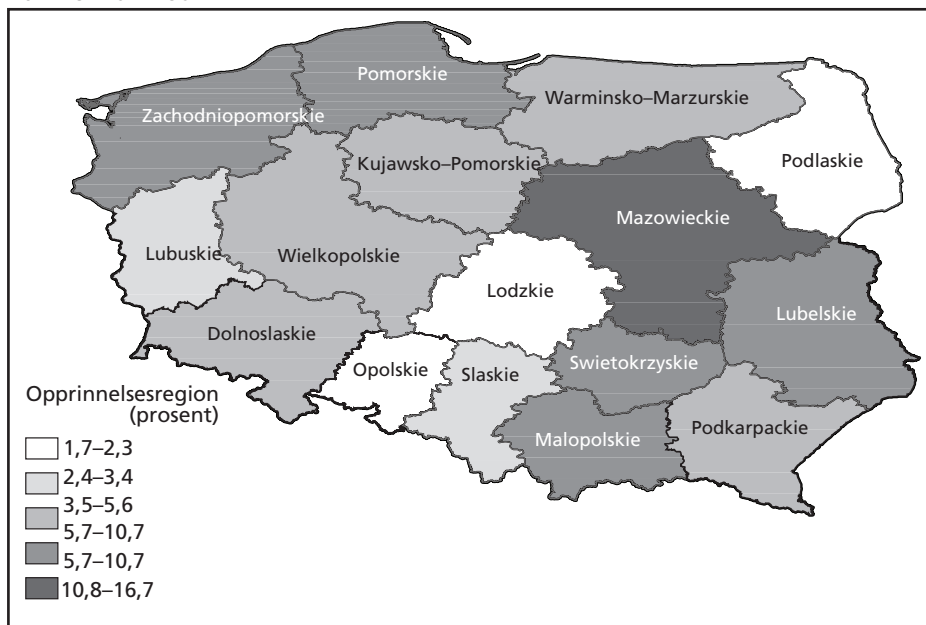 Pomorskie
Zachodniopomorskie
Warminsko–Marzurskie
Kujawsko–Pomorskie
Podlaskie
Mazowieckie
Lubuskie
Wielkopolskie
Lodzkie
Lubelskie
Dolnoslaskie
Opolskie
Slaskie
Swietokrzyskie
Malopolskie
Podkarpackie
Opprinnelsesregion
(prosent)
1,7–2,3
2,4–3,4
3,5–5,6
5,7–10,7
5,7–10,7
10,8–16,7